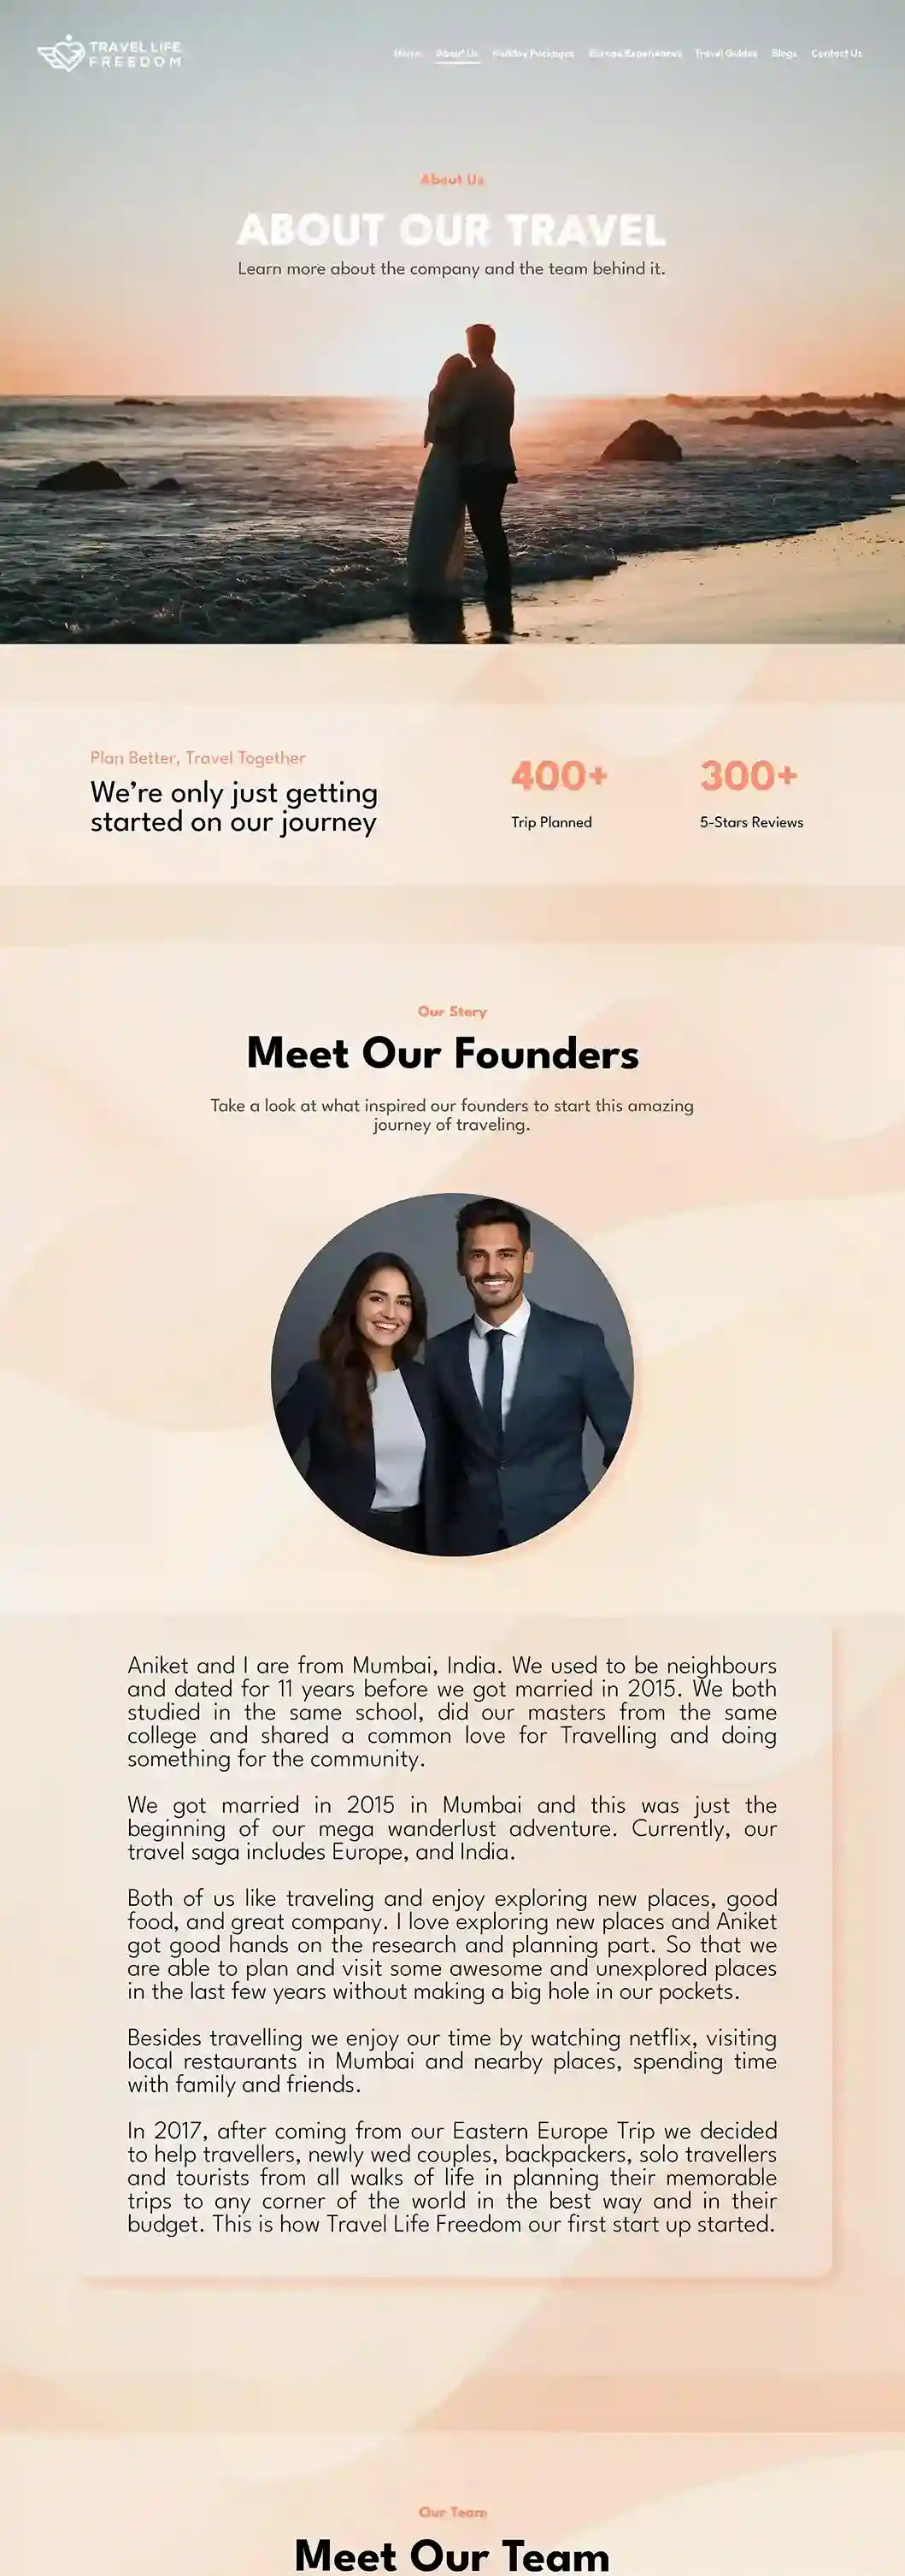 TRAVEL LIFE
FREEDOM
Home About Us Holiday Packages Europe Experiences Travel Guides Blogs Contact Us
About Us
ABOUT OUR TRAVEL
Learn more about the company and the team behind it.
Plan Better, Travel Together
We're only just getting
started on our journey
400+
Trip Planned
300+
5-Stars Reviews
Our Story
Meet Our Founders
Take a look at what inspired our founders to start this amazing
journey of traveling.
Aniket and I are from Mumbai, India. We used to be neighbours
and dated for 11 years before we got married in 2015. We both
studied in the same school, did our masters from the same
college and shared a common love for Travelling and doing
something for the community.
We got married in 2015 in Mumbai and this was just the
beginning of our mega wanderlust adventure. Currently, our
travel saga includes Europe, and India.
Both of us like traveling and enjoy exploring new places, good
food, and great company. I love exploring new places and Aniket
got good hands on the research and planning part. So that we
are able to plan and visit some awesome and unexplored places
in the last few years without making a big hole in our pockets.
Besides travelling we enjoy our time by watching netflix, visiting
local restaurants in Mumbai and nearby places, spending time
with family and friends.
In 2017, after coming from our Eastern Europe Trip we decided
to help travellers, newly wed couples, backpackers, solo travellers
and tourists from all walks of life in planning their memorable
trips to any corner of the world in the best way and in their
budget. This is how Travel Life Freedom our first start up started.
Our Team
Meet Our Team